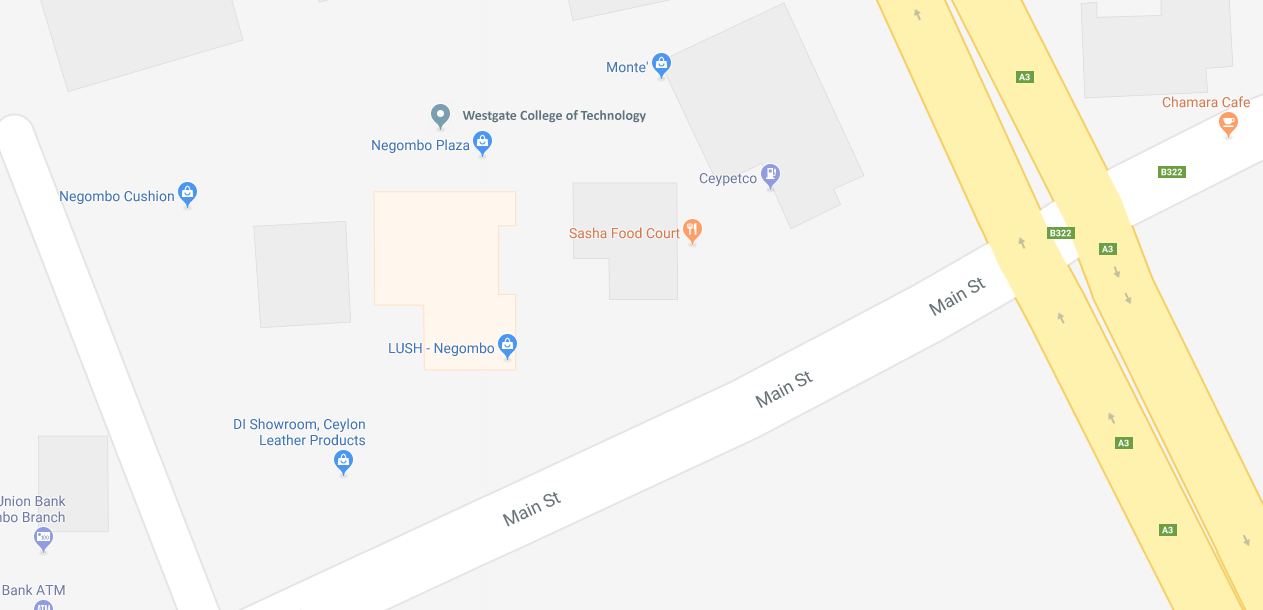 Monte'
A3
Chamara Cafe
Westgate College of Technology
Negombo Plaza
B322
Ceypetco
Negombo Cushion
Sasha Food Court
B322
A3
Main St
LUSH - Negombo
Main St
DI Showroom, Ceylon
Leather Products
A3
Main St
Union Bank
mbo Branch
A3
Bank ATM